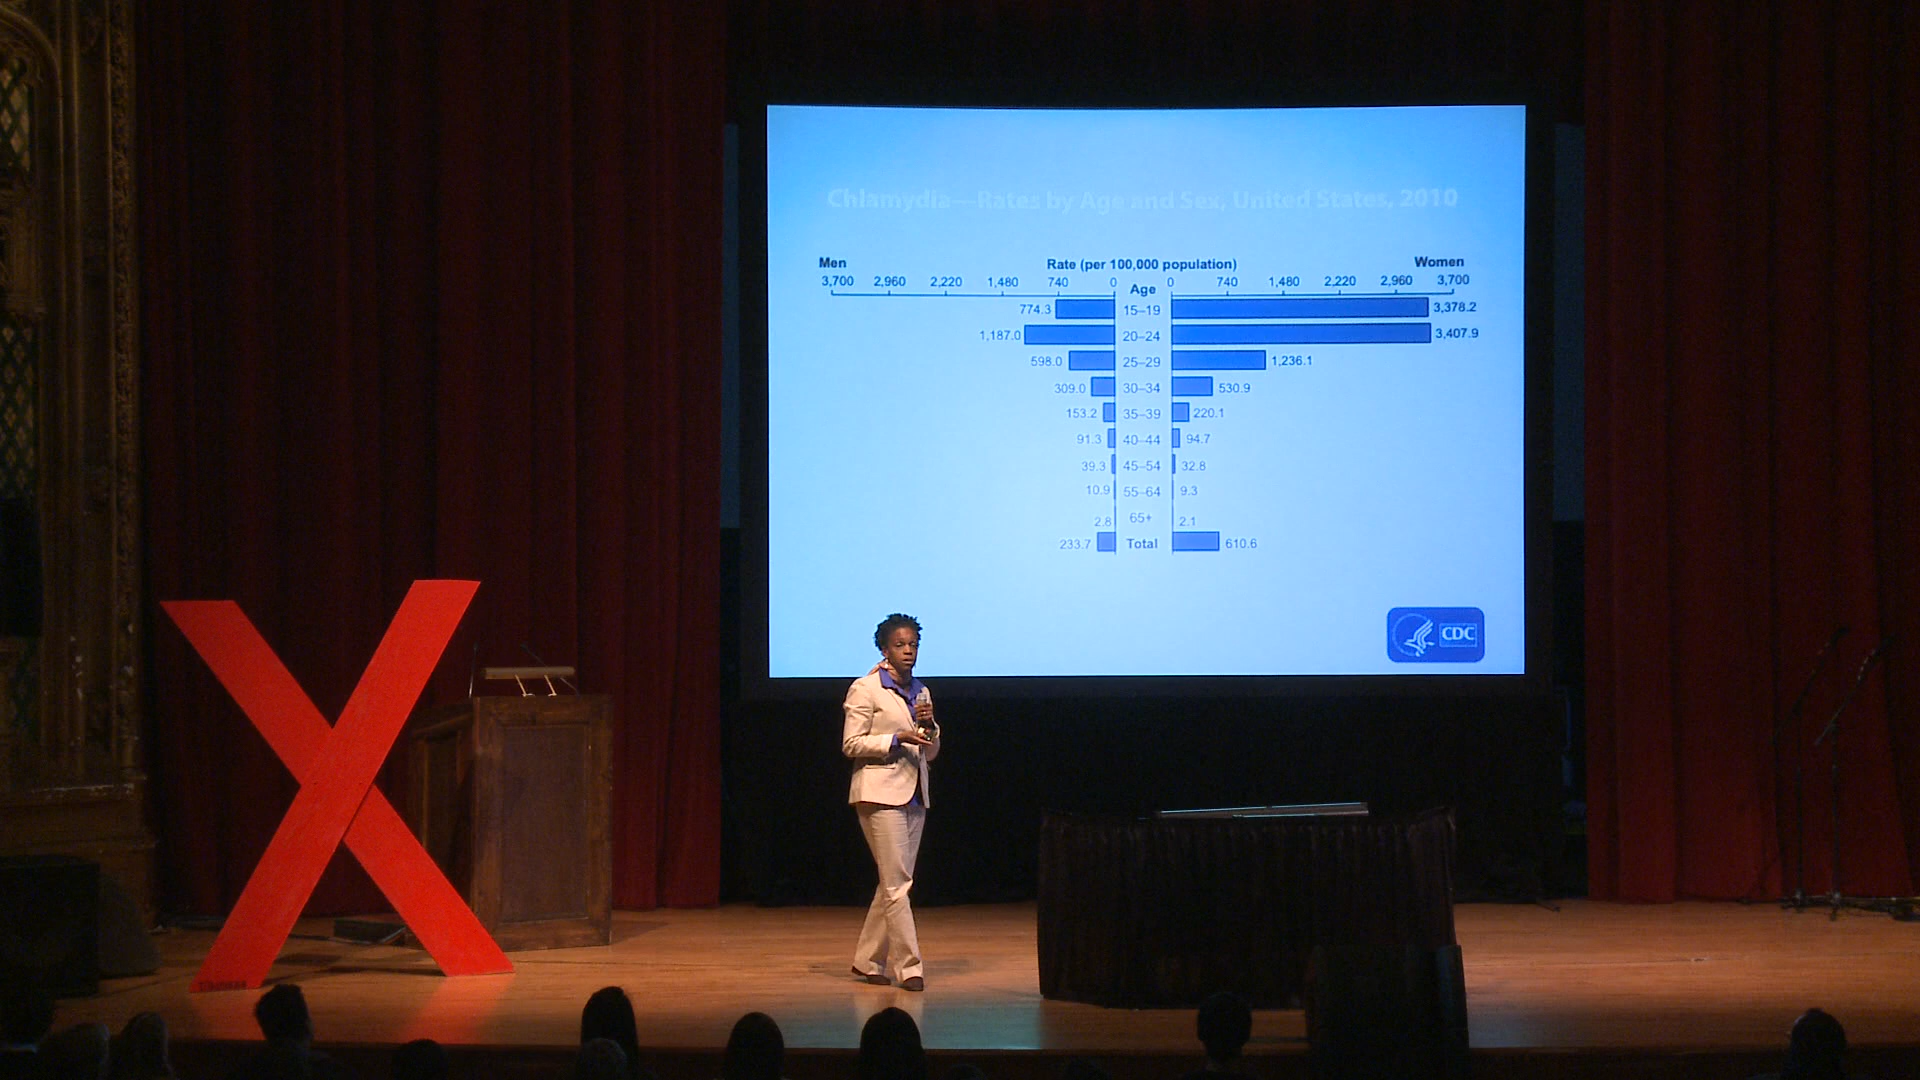 Chlamydia—Rates by Age and Sex, United States, 2010
Men Rate (per 100,000 population) Women
3,700 2,960 2,220 1,480 740 0 Age 0 740 1,480 2,220 2,960 3,700
774.3 15–19 3,378.2
1,187.0 20–24 3,407.9
598.0 25–29 1,236.1
309.0 30–34 530.9
153.2 35–39 220.1
91.3 40–44 94.7
39.3 45–54 32.8
10.9 55–64 9.3
2.8 65+ 2.1
233.7 Total 610.6
CDC
X